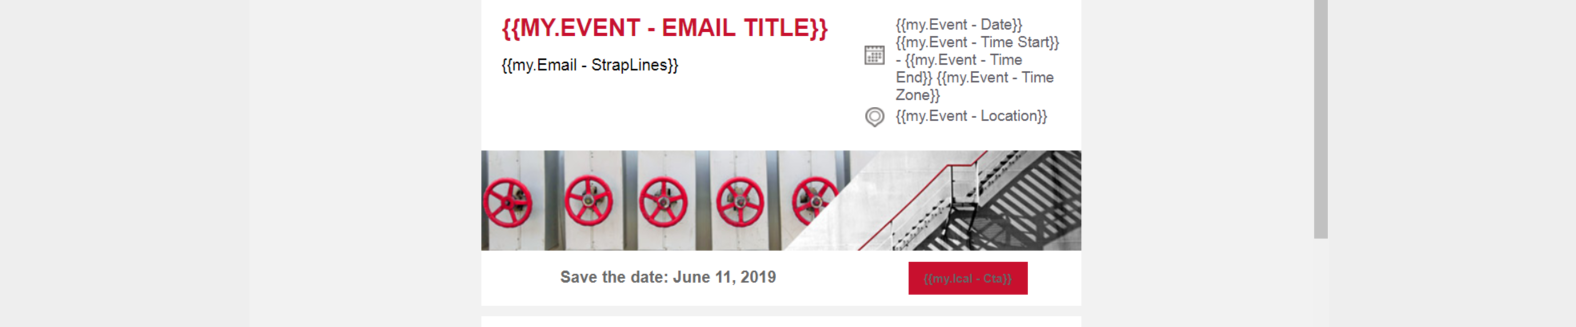 {{MY.EVENT - EMAIL TITLE}}
{{my.Email - StrapLines}}
{{my.Event - Date}}
{{my.Event - Time Start}}
- {{my.Event - Time
End}} {{my.Event - Time
Zone}}
{{my.Event - Location}}
Save the date: June 11, 2019
{{my.Ical - Cta}}